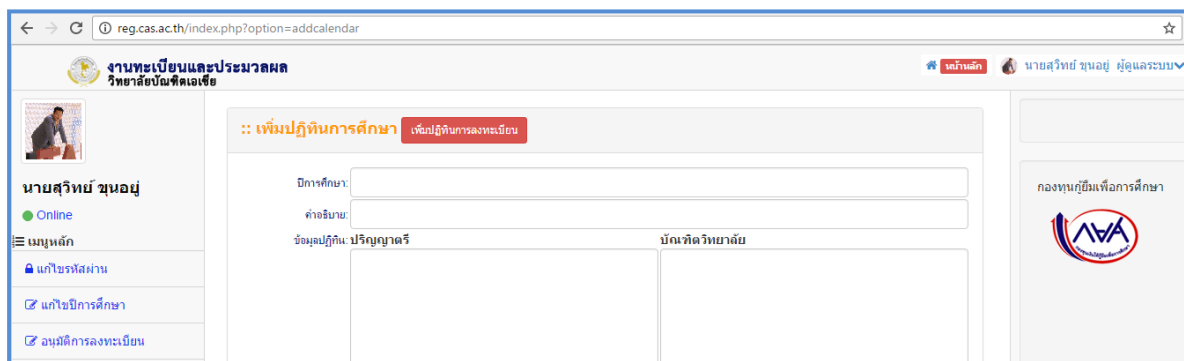 reg.cas.ac.th/index.php?option=addcalendar
งานทะเบียนและประมวลผล
วิทยาลัยบัณฑิตเอเซีย
หน้าหลัก
นายสุวิทย์ ขุนอยู่ ผู้ดูแลระบบ
:: เพิ่มปฏิทินการศึกษา เพิ่มปฏิทินการลงทะเบียน
นายสุวิทย์ ขุนอยู่
Online
เมนูหลัก
แก้ไขรหัสผ่าน
แก้ไขปีการศึกษา
อนุมัติการลงทะเบียน
ปีการศึกษา:
คำอธิบาย:
ข้อมูลปฏิทิน: ปริญญาตรี บัณฑิตวิทยาลัย
กองทุนกู้ยืมเพื่อการศึกษา